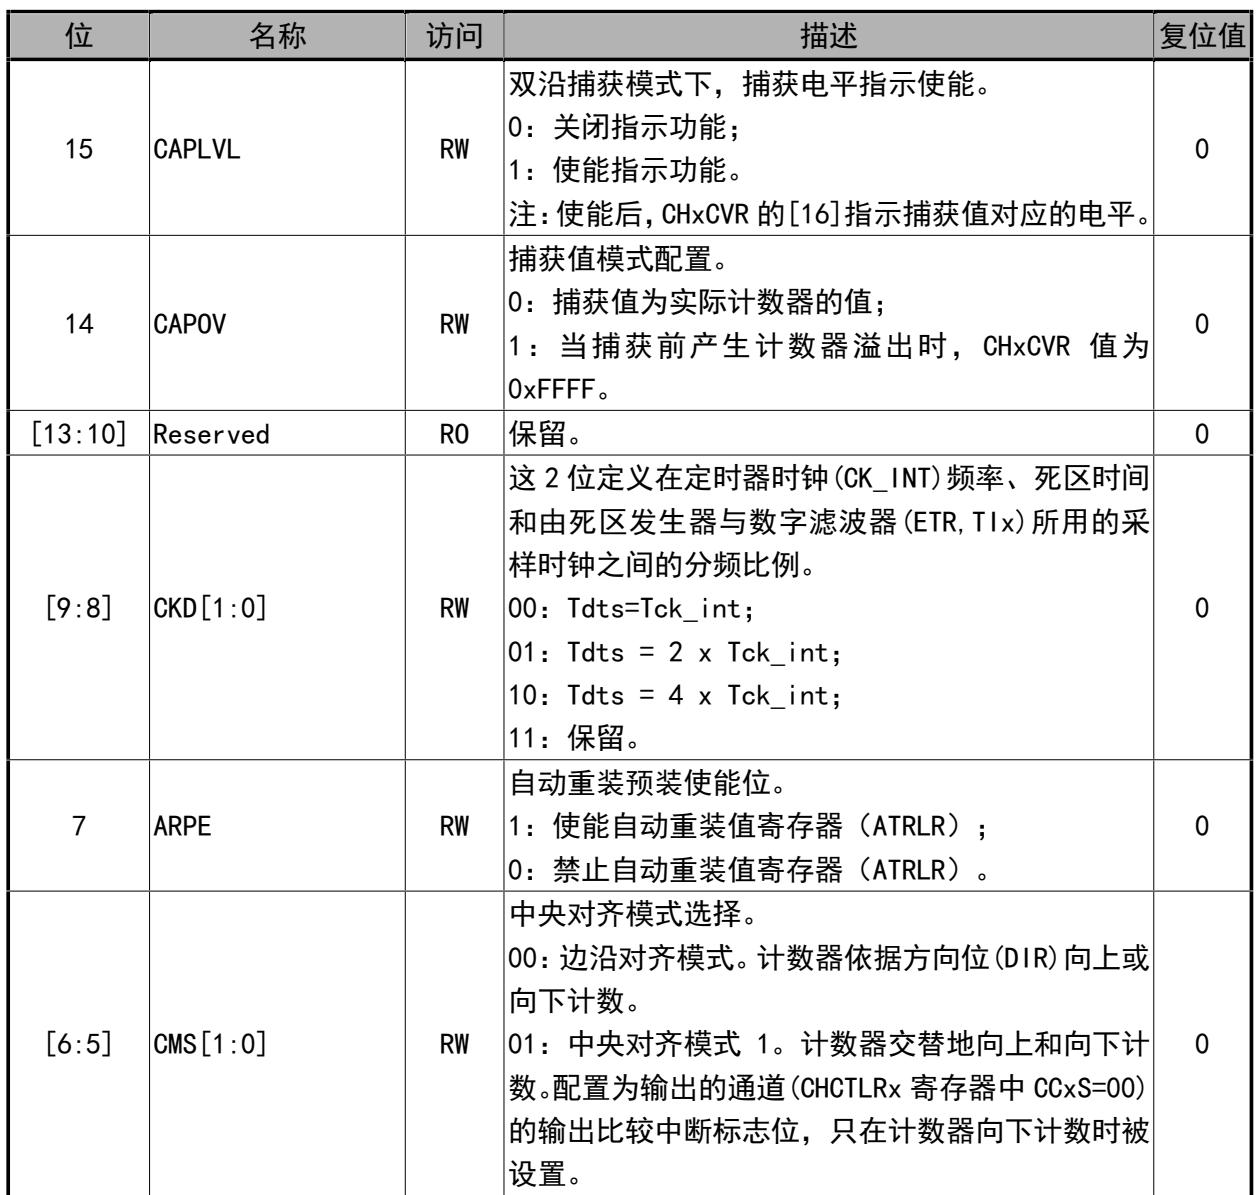 位 名称 访问 描述 复位值
15 CAPLVL RW 双沿捕获模式下，捕获电平指示使能。
0：关闭指示功能；
1：使能指示功能。
注：使能后，CHxCVR 的[16]指示捕获值对应的电平。 0
14 CAPOV RW 捕获值模式配置。
0：捕获值为实际计数器的值；
1：当捕获前产生计数器溢出时，CHxCVR 值为
0xFFFF。 0
[13:10] Reserved RO 保留。 0
[9:8] CKD[1:0] RW 这 2 位定义在定时器时钟(CK_INT)频率、死区时间
和由死区发生器与数字滤波器(ETR,TIx)所用的采
样时钟之间的分频比例。
00：Tdts=Tck_int；
01：Tdts = 2 x Tck_int；
10：Tdts = 4 x Tck_int；
11：保留。 0
7 ARPE RW 自动重装预装使能位。
1：使能自动重装值寄存器（ATRLR）；
0：禁止自动重装值寄存器（ATRLR）。 0
[6:5] CMS[1:0] RW 中央对齐模式选择。
00：边沿对齐模式。计数器依据方向位(DIR)向上或
向下计数。
01：中央对齐模式 1。计数器交替地向上和向下计
数。配置为输出的通道(CHCTLRx 寄存器中 CCxS=00)
的输出比较中断标志位，只在计数器向下计数时被
设置。 0